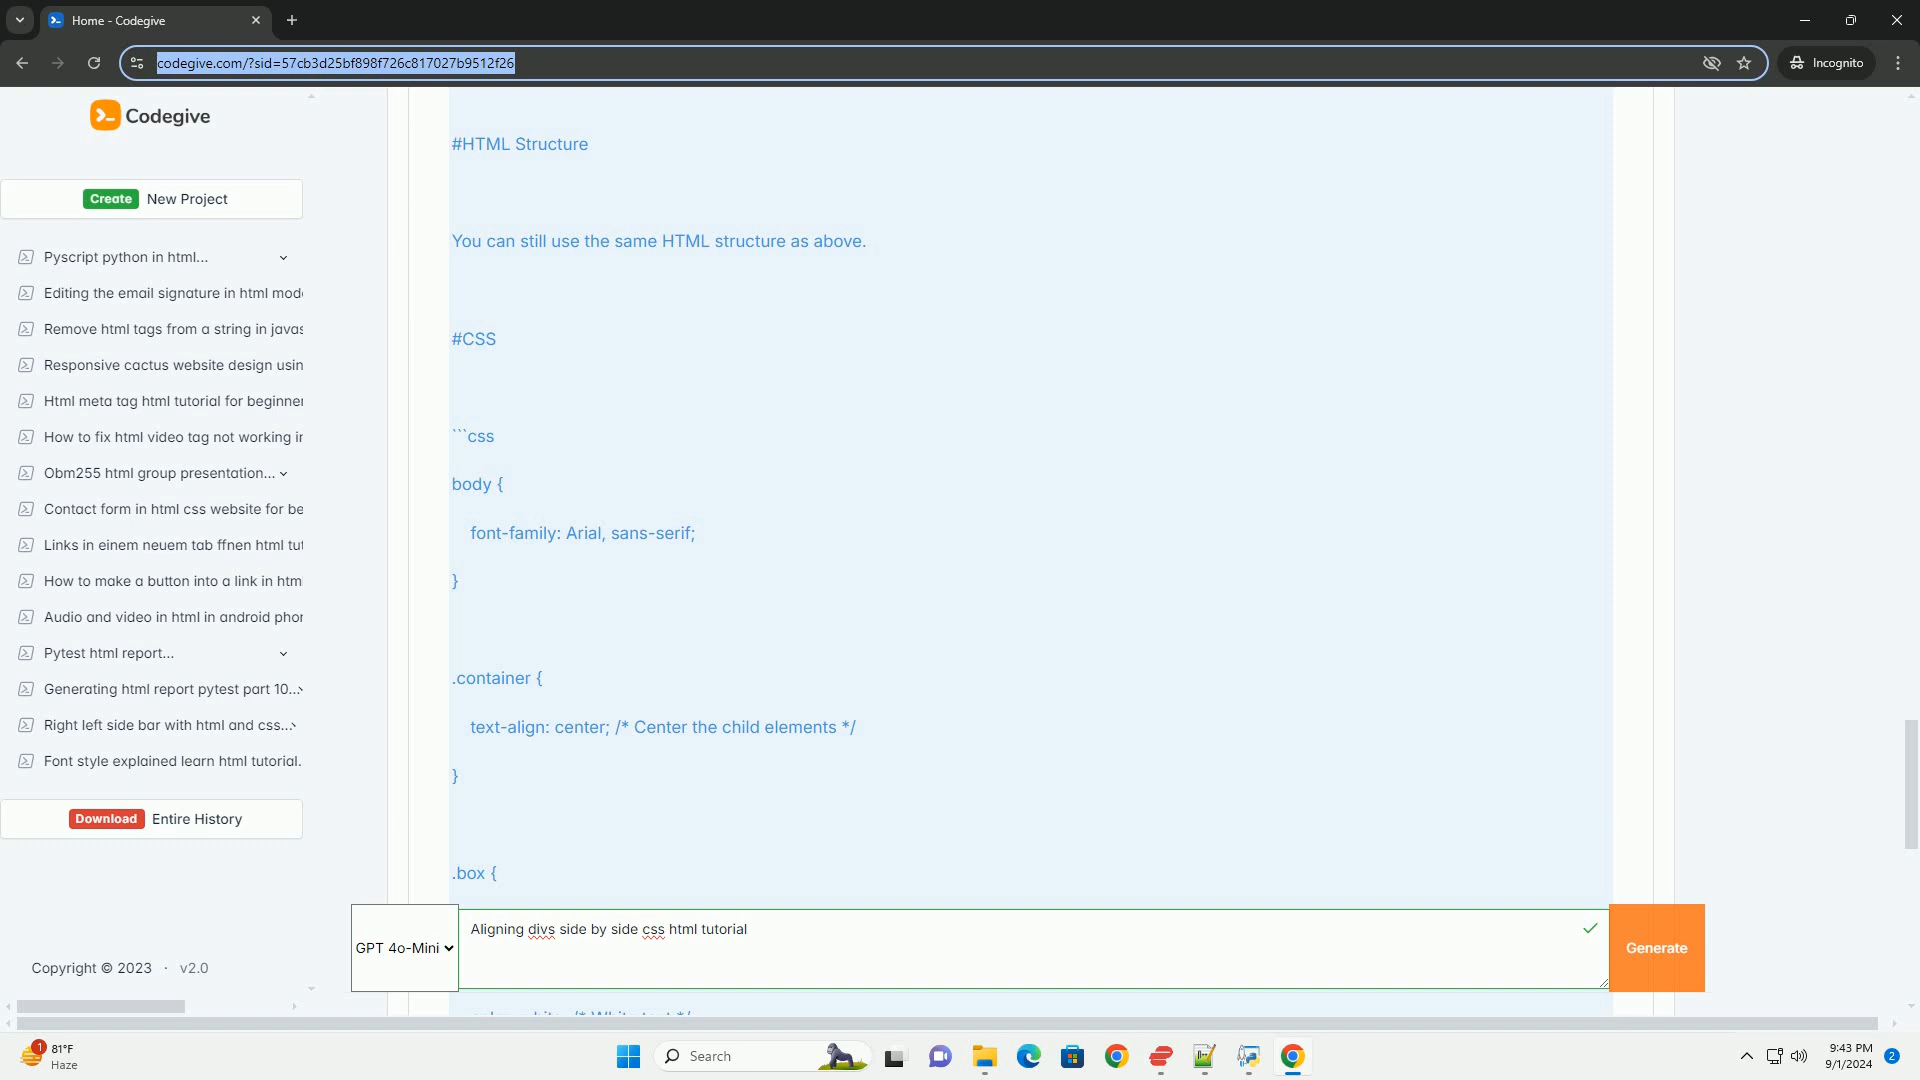 Home - Codegive
codegive.com/?sid=57cb3d25bf898f726c817027b9512f26
Incognito
Codegive
Create New Project
Pyscript python in html...
Editing the email signature in html mod
Remove html tags from a string in javas
Responsive cactus website design usin
Html meta tag html tutorial for beginner
How to fix html video tag not working in
Obm255 html group presentation...
Contact form in html css website for be
Links in einem neuem tab ffnen html tut
How to make a button into a link in htm
Audio and video in html in android phor
Pytest html report...
Generating html report pytest part 10...
Right left side bar with html and css...
Font style explained learn html tutorial.
Download Entire History
Copyright © 2023 · v2.0
#HTML Structure
You can still use the same HTML structure as above.
#CSS
```css
body {
font-family: Arial, sans-serif;
}
.container {
text-align: center; /* Center the child elements */
}
.box {
GPT 4o-Mini
Aligning divs side by side css html tutorial
Generate
1
81°F
Haze
Search
9:43 PM
9/1/2024
2